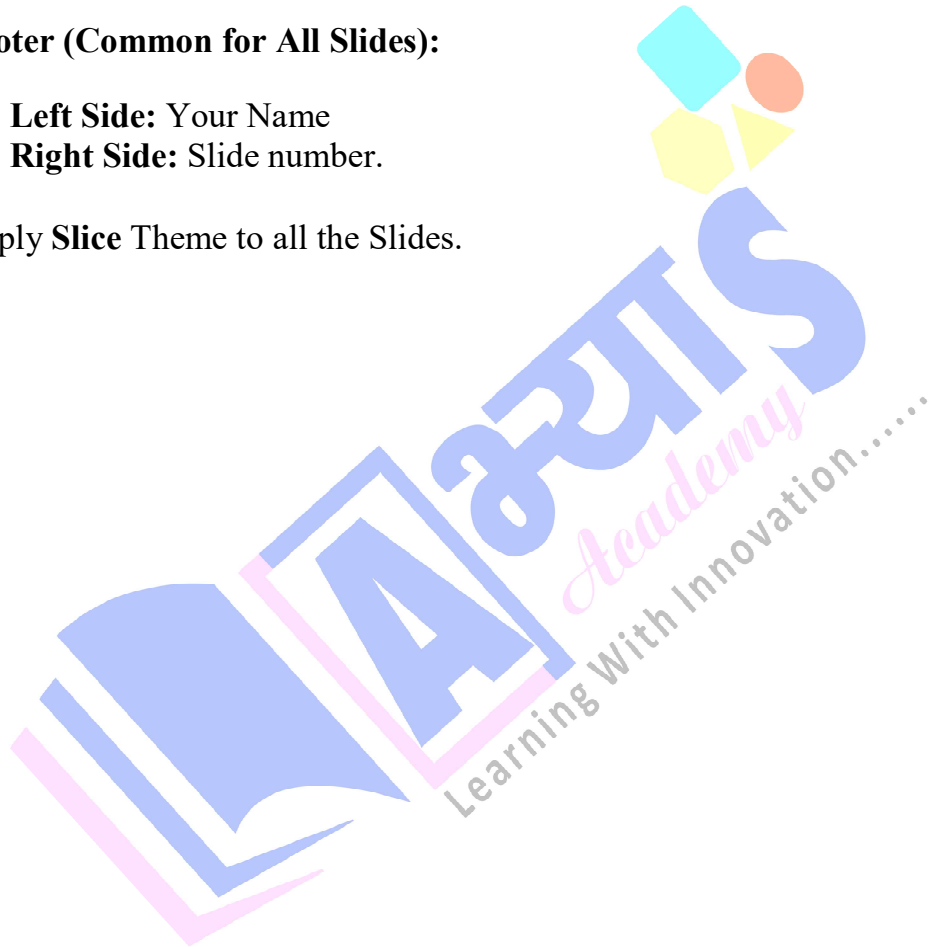 oter (Common for All Slides):
Left Side: Your Name
Right Side: Slide number.
ply Slice Theme to all the Slides.
A भ्या S
Academy
Learning With Innovation......
A